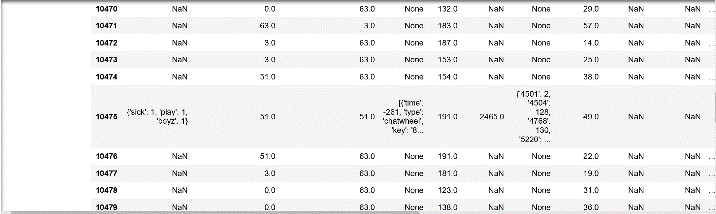 10470 NaN 0.0 63.0 None 132.0 NaN None 29.0 NaN NaN ...
10471 NaN 63.0 3.0 None 183.0 NaN None 57.0 NaN NaN
10472 NaN 3.0 63.0 None 187.0 NaN None 14.0 NaN NaN ...
10473 NaN 3.0 63.0 None 153.0 NaN None 25.0 NaN NaN ...
10474 NaN 51.0 63.0 None 154.0 NaN None 38.0 NaN NaN ...
10475 {'sick': 1, 'play': 1, 'boyz': 1} 51.0 51.0 [{'time': -261, 'type': 'chatwheel', 'key': '8... 191.0 2465.0 {'4501': 2, '4504': 128, '4768': 130, '5220': ... 49.0 NaN NaN ...
10476 NaN 51.0 63.0 None 191.0 NaN None 22.0 NaN NaN ...
10477 NaN 3.0 63.0 None 181.0 NaN None 19.0 NaN NaN ...
10478 NaN 0.0 63.0 None 123.0 NaN None 31.0 NaN NaN ...
10479 NaN 0.0 63.0 None 138.0 NaN None 36.0 NaN NaN ...